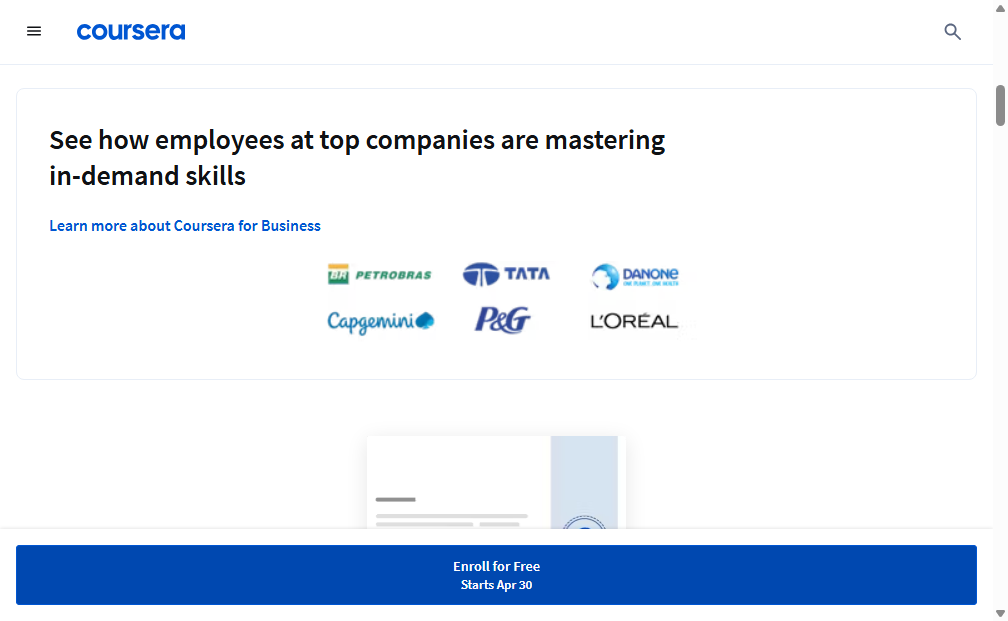 coursera
See how employees at top companies are mastering
in-demand skills
Learn more about Coursera for Business
BR PETROBRAS
TATA
DANONE
ONE PLANET. ONE HEALTH
Capgemini
P&G
L'ORÉAL
Enroll for Free
Starts Apr 30